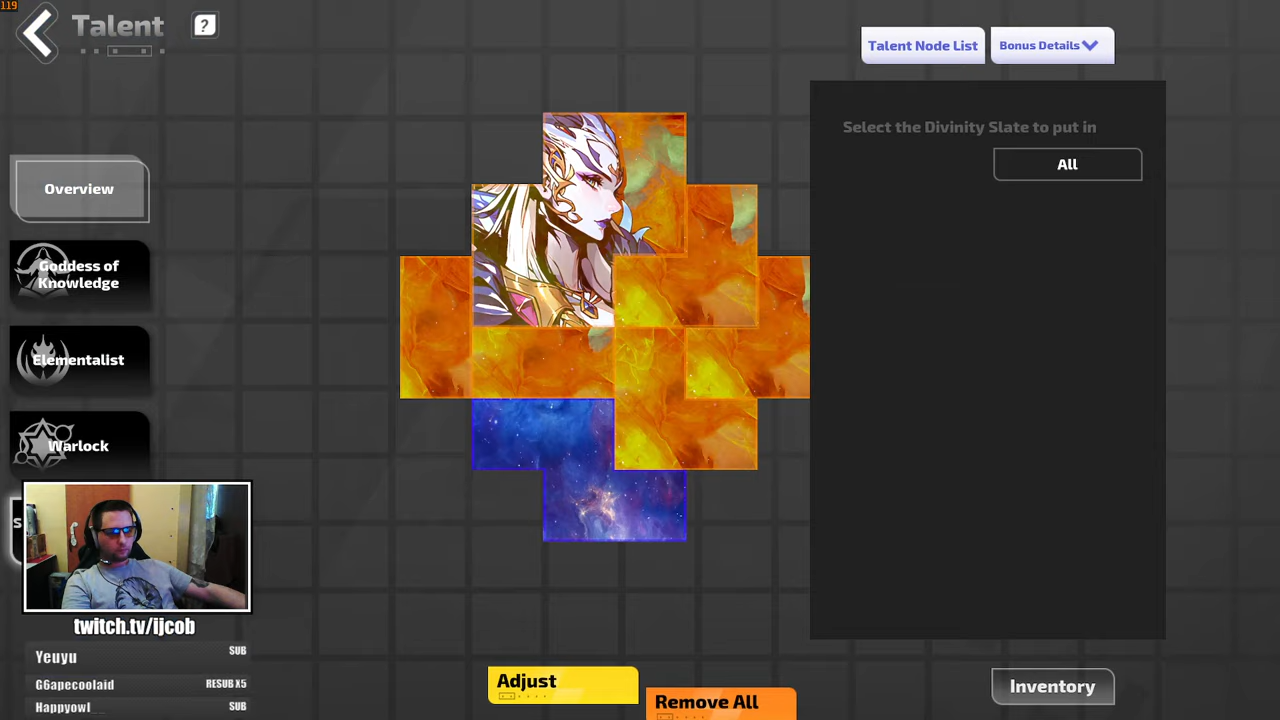 119
Talent
?
Talent Node List
Bonus Details
Select the Divinity Slate to put in
All
Overview
Goddess of
Knowledge
Elementalist
Warlock
S
twitch.tv/ijcob
Yeuyu SUB
G6apecoolaid RESUB X5
Happyowl__ SUB
Adjust
Remove All
Inventory